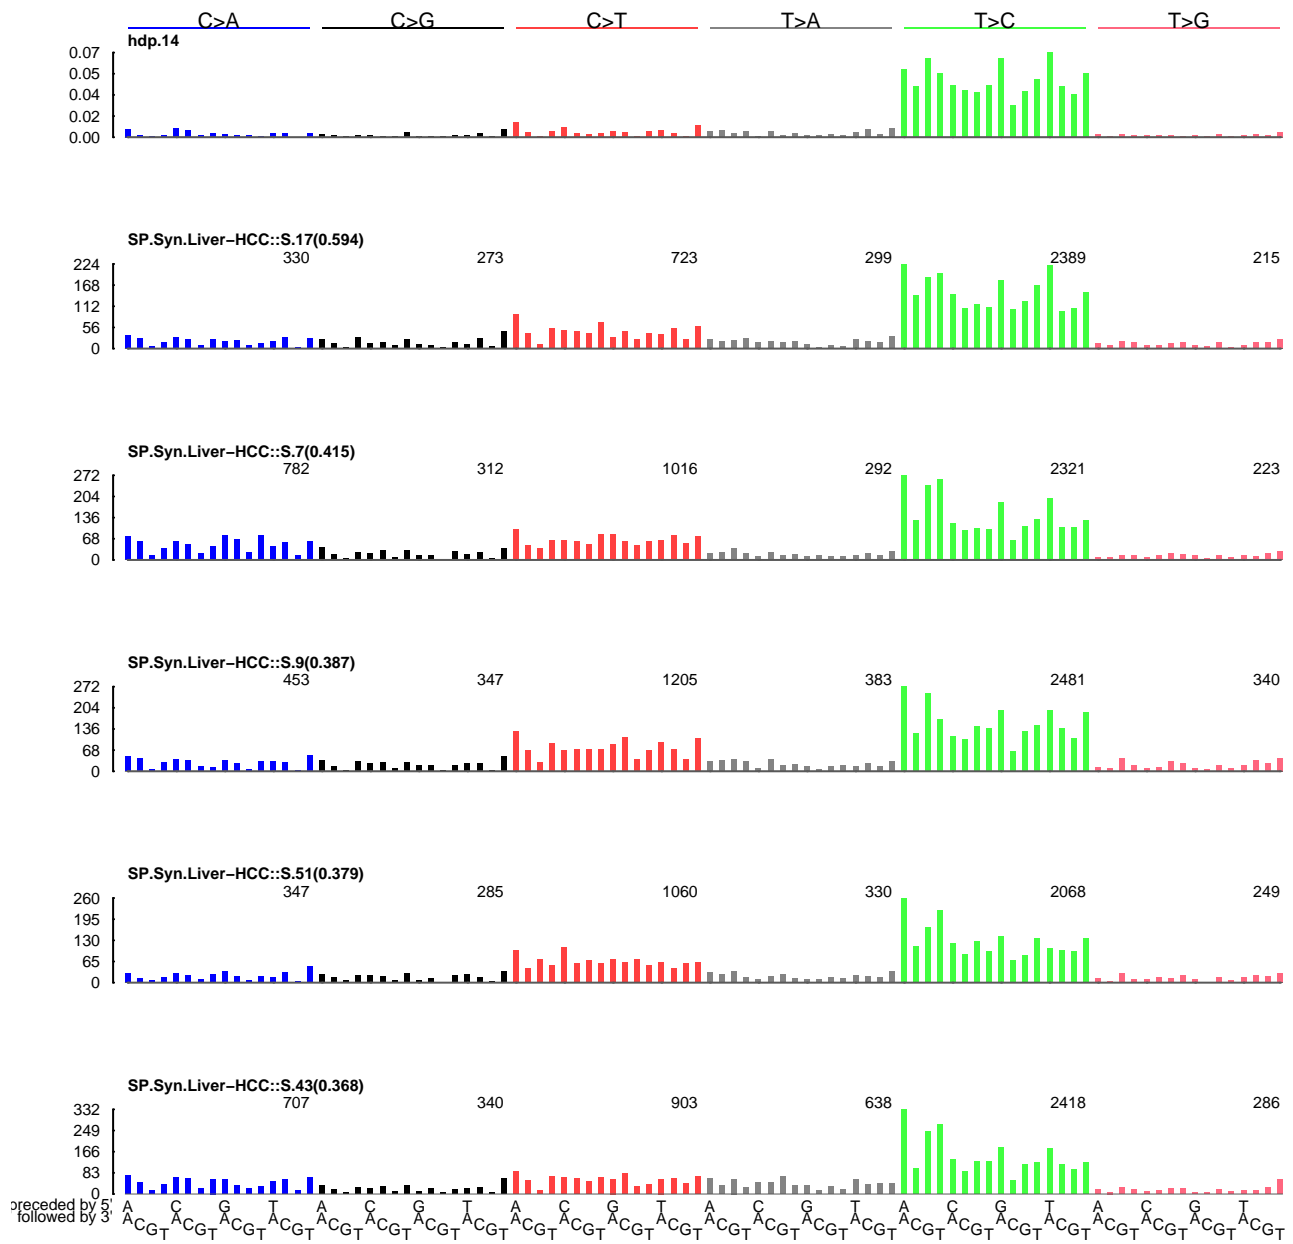 C>A C>G C>T T>A T>C T>G
hdp.14
0.07
0.05
0.04
0.02
0.00
SP.Syn.Liver−HCC::S.17(0.594)
330 273 723 299 2389 215
224
168
112
56
0
SP.Syn.Liver−HCC::S.7(0.415)
782 312 1016 292 2321 223
272
204
136
68
0
SP.Syn.Liver−HCC::S.9(0.387)
453 347 1205 383 2481 340
272
204
136
68
0
SP.Syn.Liver−HCC::S.51(0.379)
347 285 1060 330 2068 249
260
195
130
65
0
SP.Syn.Liver−HCC::S.43(0.368)
707 340 903 638 2418 286
332
249
166
83
0
preceded by 5' A C G T A C G T A C G T A C G T A C G T A C G T
followed by 3' ACGT ACGT ACGT ACGT ACGT ACGT ACGT ACGT ACGT ACGT ACGT ACGT ACGT ACGT ACGT ACGT ACGT ACGT ACGT ACGT ACGT ACGT ACGT ACGT